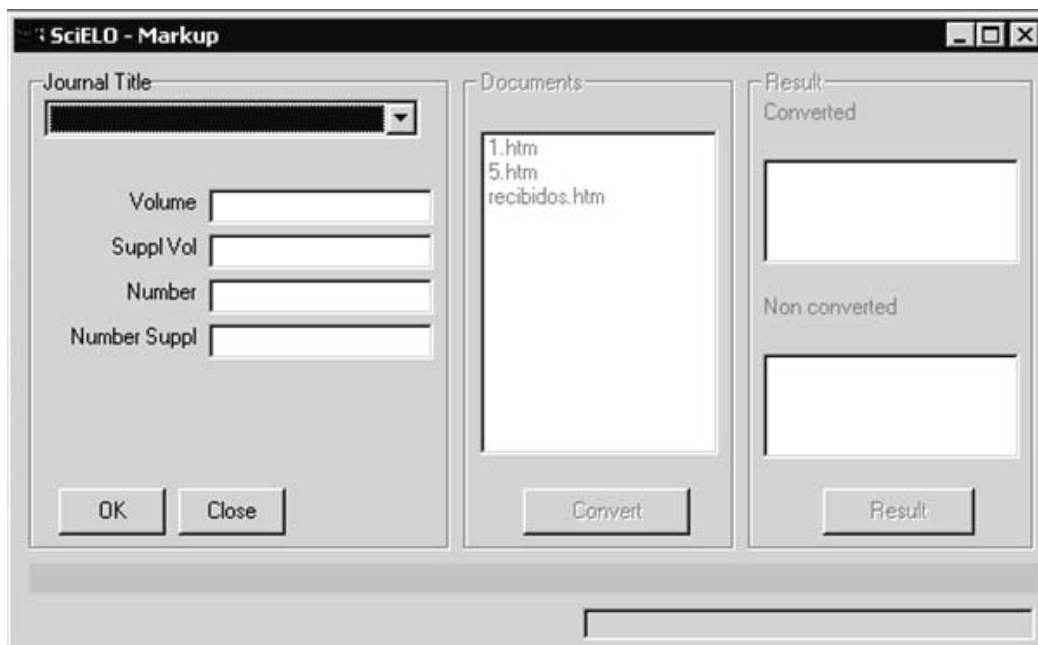 SciELO - Markup
Journal Title
Volume
Suppl Vol
Number
Number Suppl
OK
Close
Documents
1.htm
5.htm
recibidos.htm
Convert
Result
Converted
Non converted
Result